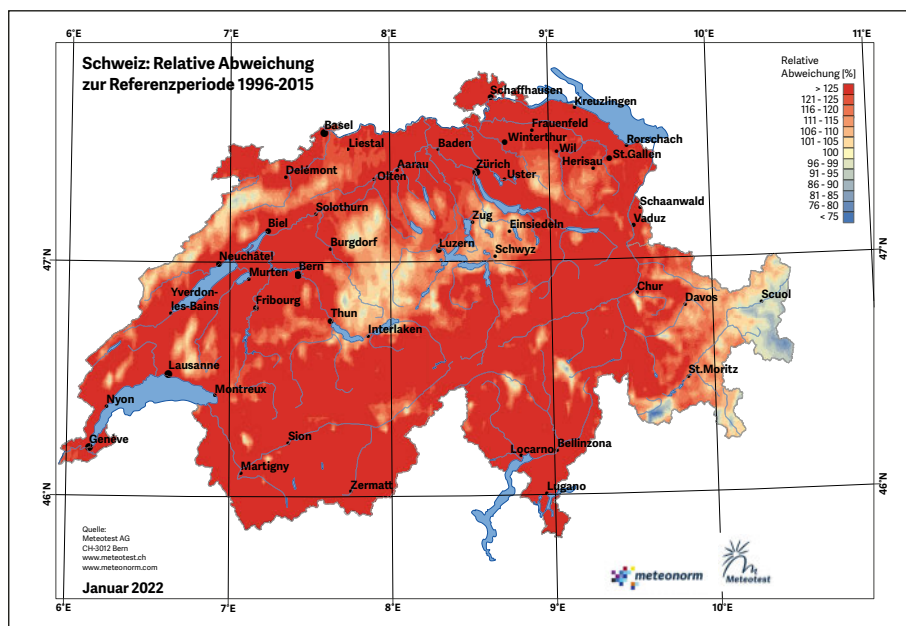 6°E 7°E 8°E 9°E 10°E 11°E
Schweiz: Relative Abweichung
zur Referenzperiode 1996-2015
Relative
Abweichung [%]
> 125
121 - 125
116 - 120
111 - 115
106 - 110
101 - 105
100
96 - 99
91 - 95
86 - 90
81 - 85
76 - 80
< 75
Schaffhausen
Kreuzlingen
Basel
Frauenfeld
Liestal
Baden
Winterthur
Rorschach
Wil
St.Gallen
Herisau
Aarau
Zürich
Delémont
Olten
Uster
Solothurn
Schaanwald
Zug
Vaduz
Biel
Einsiedeln
Burgdorf
Luzern
Schwyz
47°N
47°N
Neuchâtel
Bern
Murten
Chur
Davos
Scuol
Yverdon-
les-Bains
Fribourg
Thun
Interlaken
Lausanne
St.Moritz
Montreux
Nyon
Genève
Sion
Locarno
Bellinzona
Martigny
Zermatt
Lugano
46°N
46°N
Quelle:
Meteotest AG
CH-3012 Bern
www.meteotest.ch
www.meteonorm.com
Januar 2022
meteonorm
Meteotest
6°E 7°E 8°E 9°E 10°E